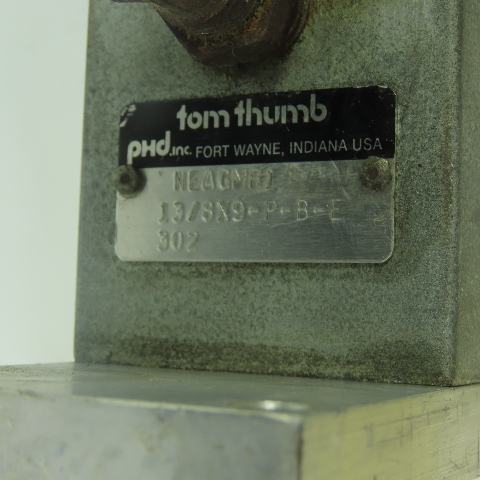 tom thumb
PHD, INC. FORT WAYNE, INDIANA USA
13/8X9-P-B-E
302